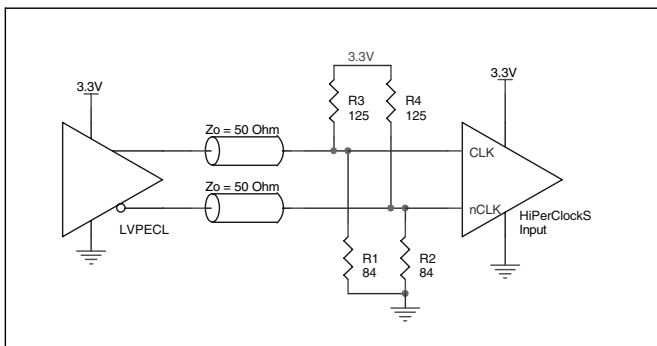 3.3V
3.3V
3.3V
R3
125
R4
125
Zo = 50 Ohm
CLK
Zo = 50 Ohm
nCLK
LVPECL
HiPerClockS
Input
R1
84
R2
84